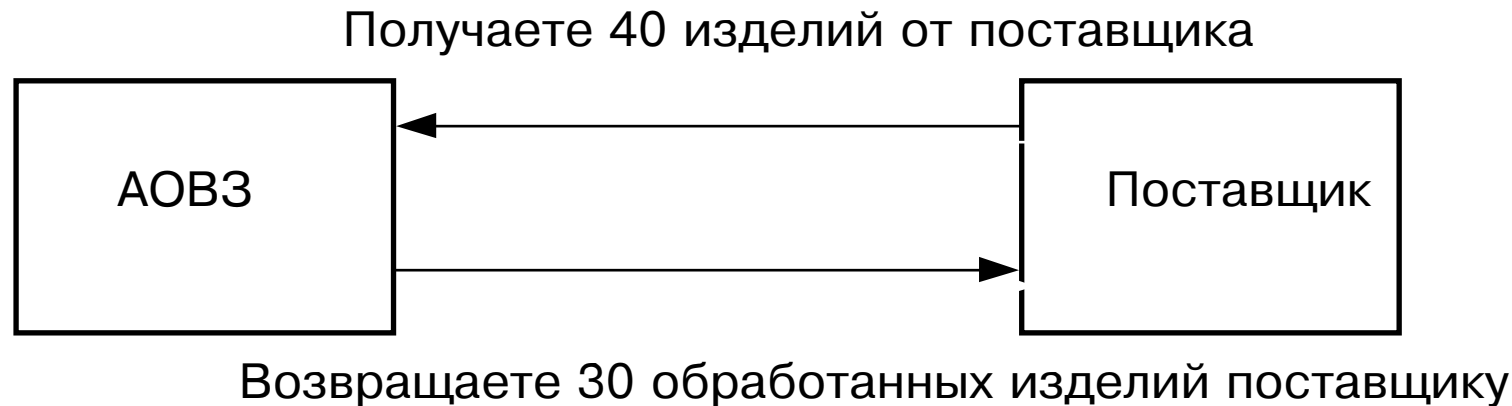 Получаете 40 изделий от поставщика
АОВЗ
Поставщик
Возвращаете 30 обработанных изделий поставщику